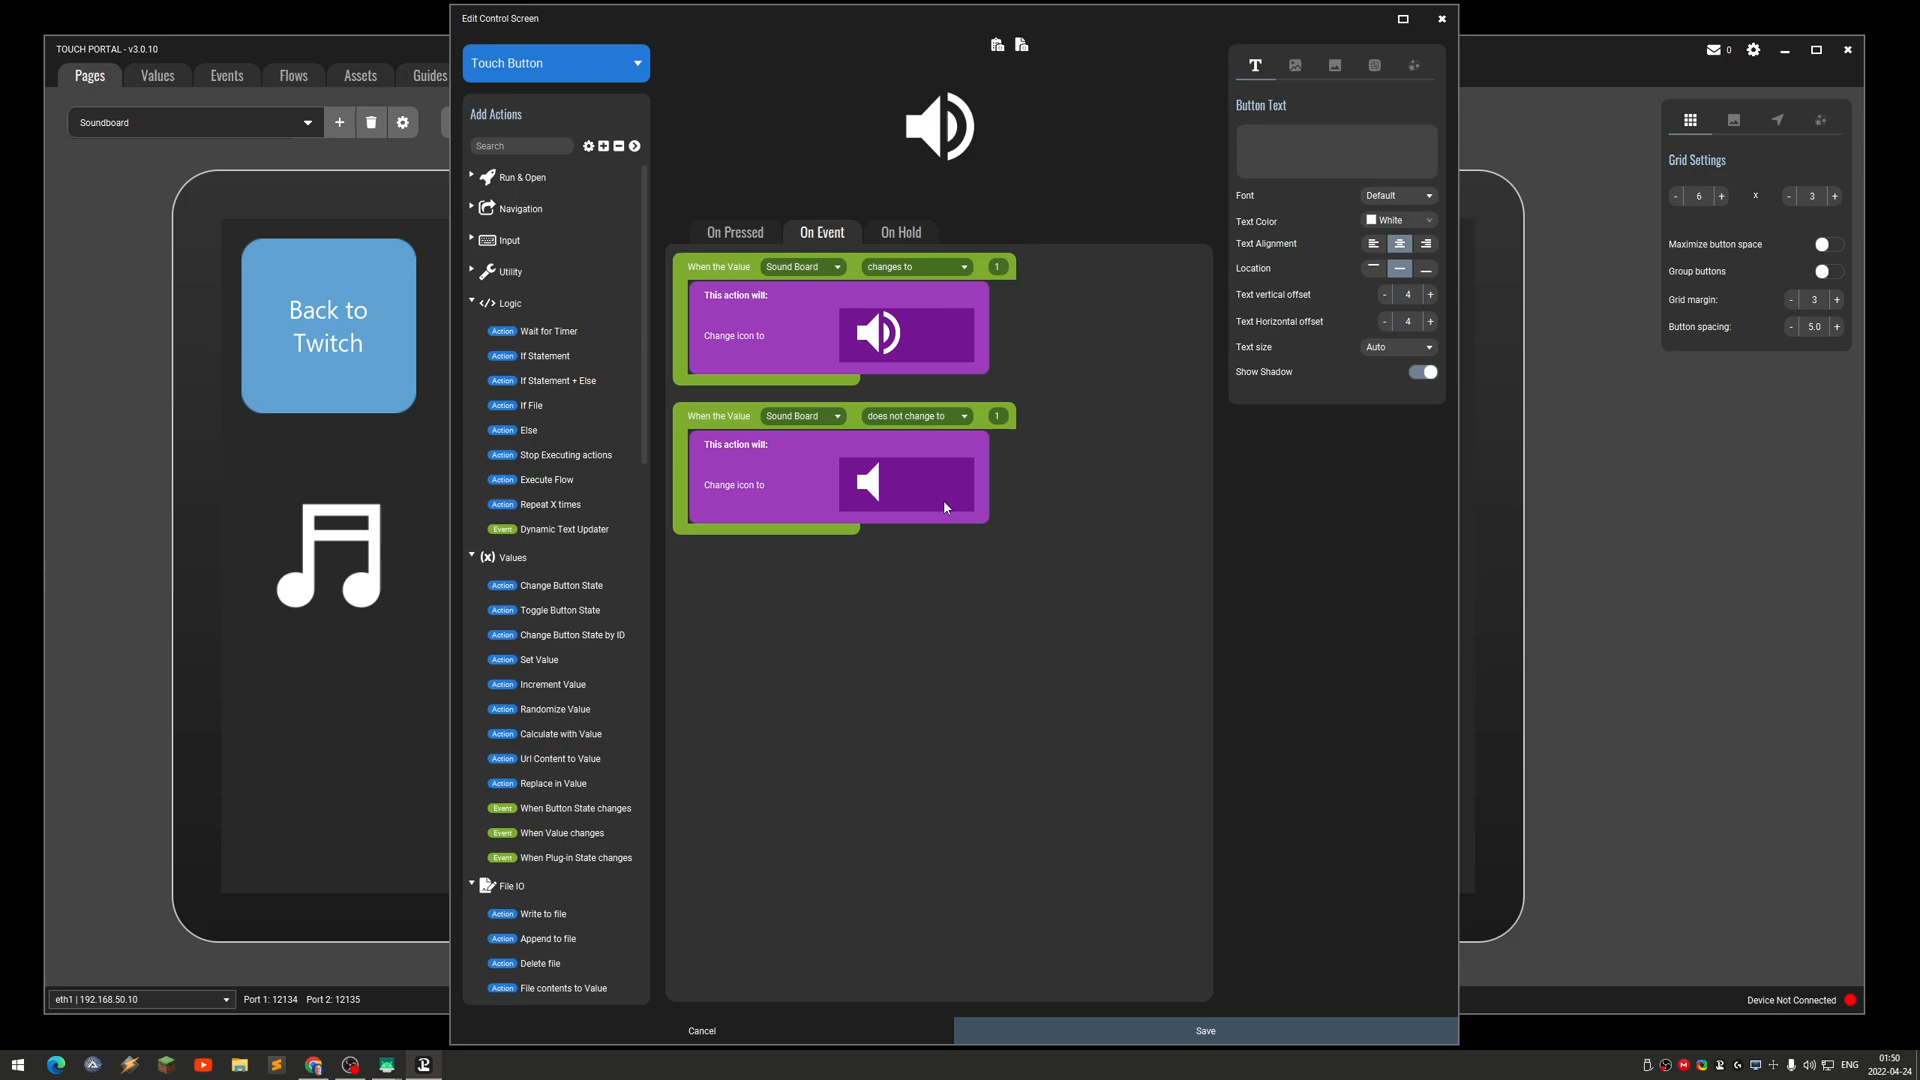 TOUCH PORTAL - v3.0.10
Pages
Values
Events
Flows
Assets
Guides
0
Soundboard
Back to
Twitch
eth1 | 192.168.50.10
Port 1: 12134
Port 2: 12135
Edit Control Screen
Touch Button
Add Actions
Search
Run & Open
Navigation
Input
Utility
Logic
Action Wait for Timer
Action If Statement
Action If Statement + Else
Action If File
Action Else
Action Stop Executing actions
Action Execute Flow
Action Repeat X times
Event Dynamic Text Updater
(x) Values
Action Change Button State
Action Toggle Button State
Action Change Button State by ID
Action Set Value
Action Increment Value
Action Randomize Value
Action Calculate with Value
Action Url Content to Value
Action Replace in Value
Event When Button State changes
Event When Value changes
Event When Plug-in State changes
File IO
Action Write to file
Action Append to file
Action Delete file
Action File contents to Value
On Pressed
On Event
On Hold
When the Value Sound Board changes to 1
This action will:
Change icon to
When the Value Sound Board does not change to 1
This action will:
Change icon to
Cancel
Save
T
Button Text
Font Default
Text Color White
Text Alignment
Location
Text vertical offset - 4 +
Text Horizontal offset - 4 +
Text size Auto
Show Shadow
Grid Settings
- 6 + x - 3 +
Maximize button space
Group buttons
Grid margin: - 3 +
Button spacing: - 5.0 +
Device Not Connected
ENG
01:50
2022-04-24